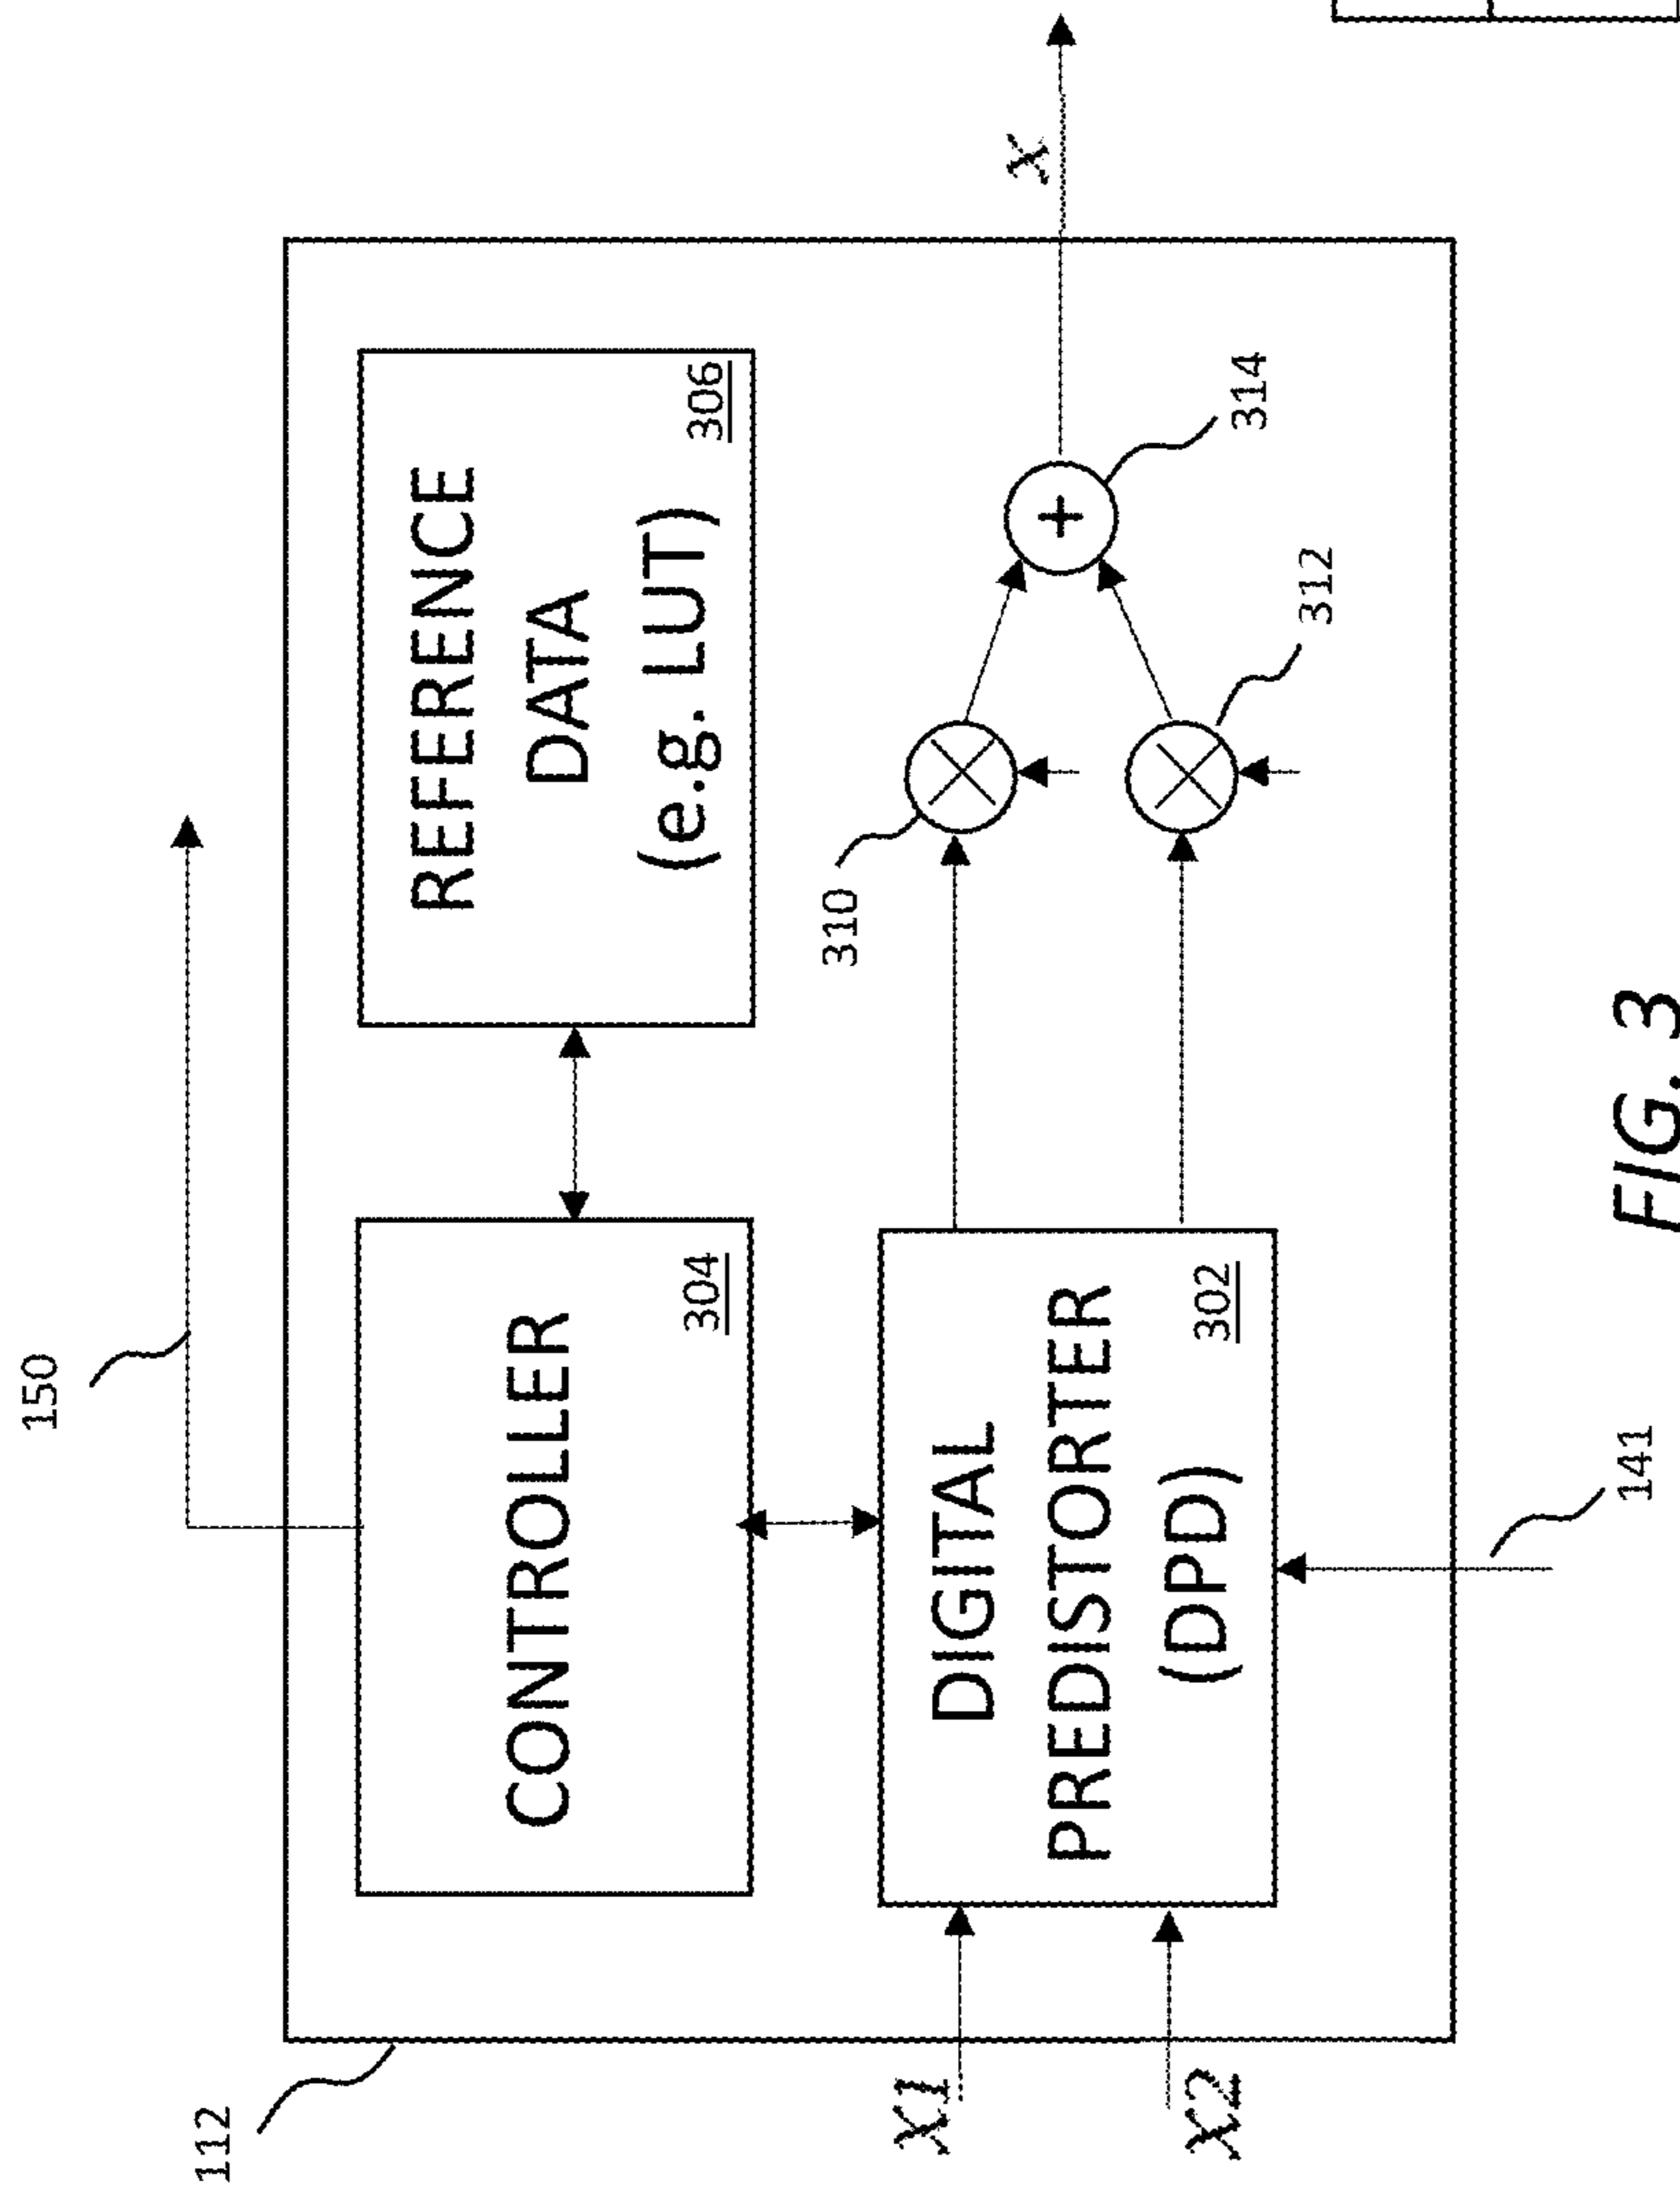 150
112
CONTROLLER
304
REFERENCE
DATA
(e.g. LUT)
306
X1
X2
DIGITAL
PREDISTORTER
(DPD)
302
310
312
314
x
141
FIG. 3